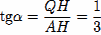 tgα = QH/AH = 1/3